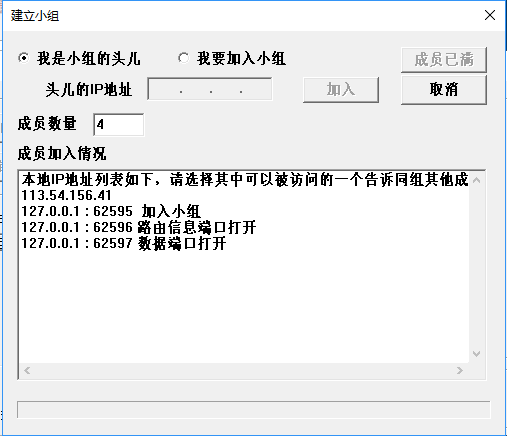 建立小组
我是小组的头儿 我要加入小组 成员已满
头儿的IP地址 . . . 加入 取消
成员数量 4
成员加入情况
本地IP地址列表如下，请选择其中可以被访问的一个告诉同组其他成
113.54.156.41
127.0.0.1 : 62595 加入小组
127.0.0.1 : 62596 路由信息端口打开
127.0.0.1 : 62597 数据端口打开